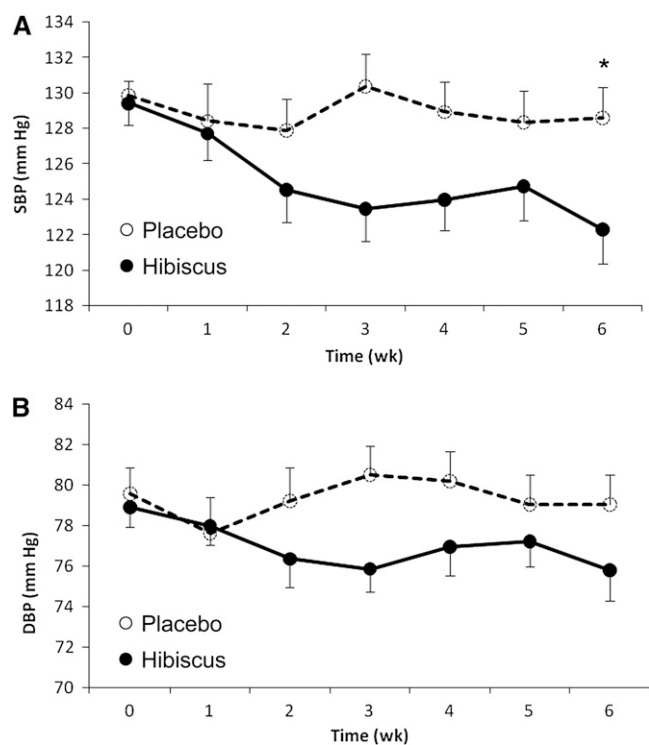 A
134
132
130
128
124
122
120
118
SBP (mm Hg)
*
Placebo
Hibiscus
0 1 2 3 4 5 6
Time (wk)
B
84
82
80
78
76
74
72
70
DBP (mm Hg)
Placebo
Hibiscus
0 1 2 3 4 5 6
Time (wk)